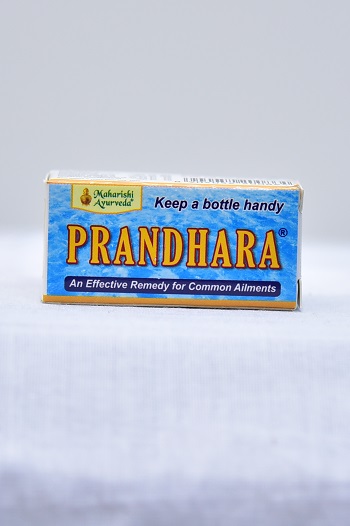 Maharishi
Ayurveda®
Keep a bottle handy
PRANDHARA®
An Effective Remedy for Common Ailments